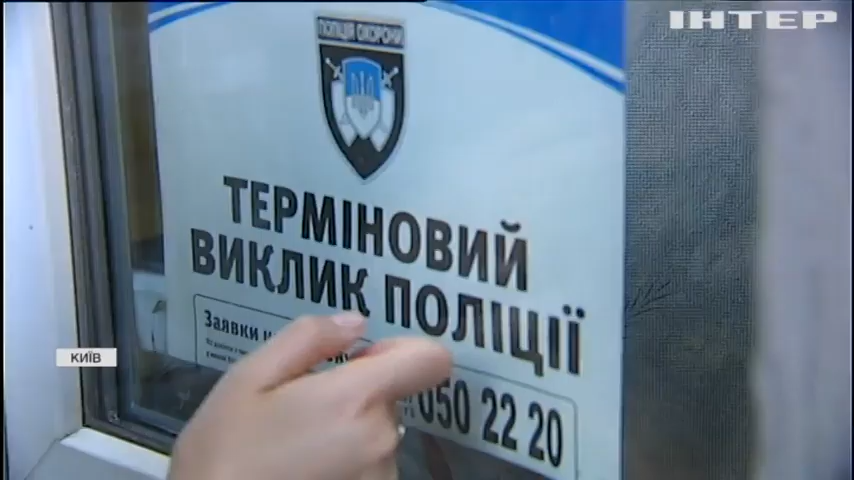 ІНТЕР
ПОЛІЦІЯ ОХОРОНИ
ТЕРМІНОВИЙ
ВИКЛИК ПОЛІЦІЇ
Заявки
050 22 20
КИЇВ